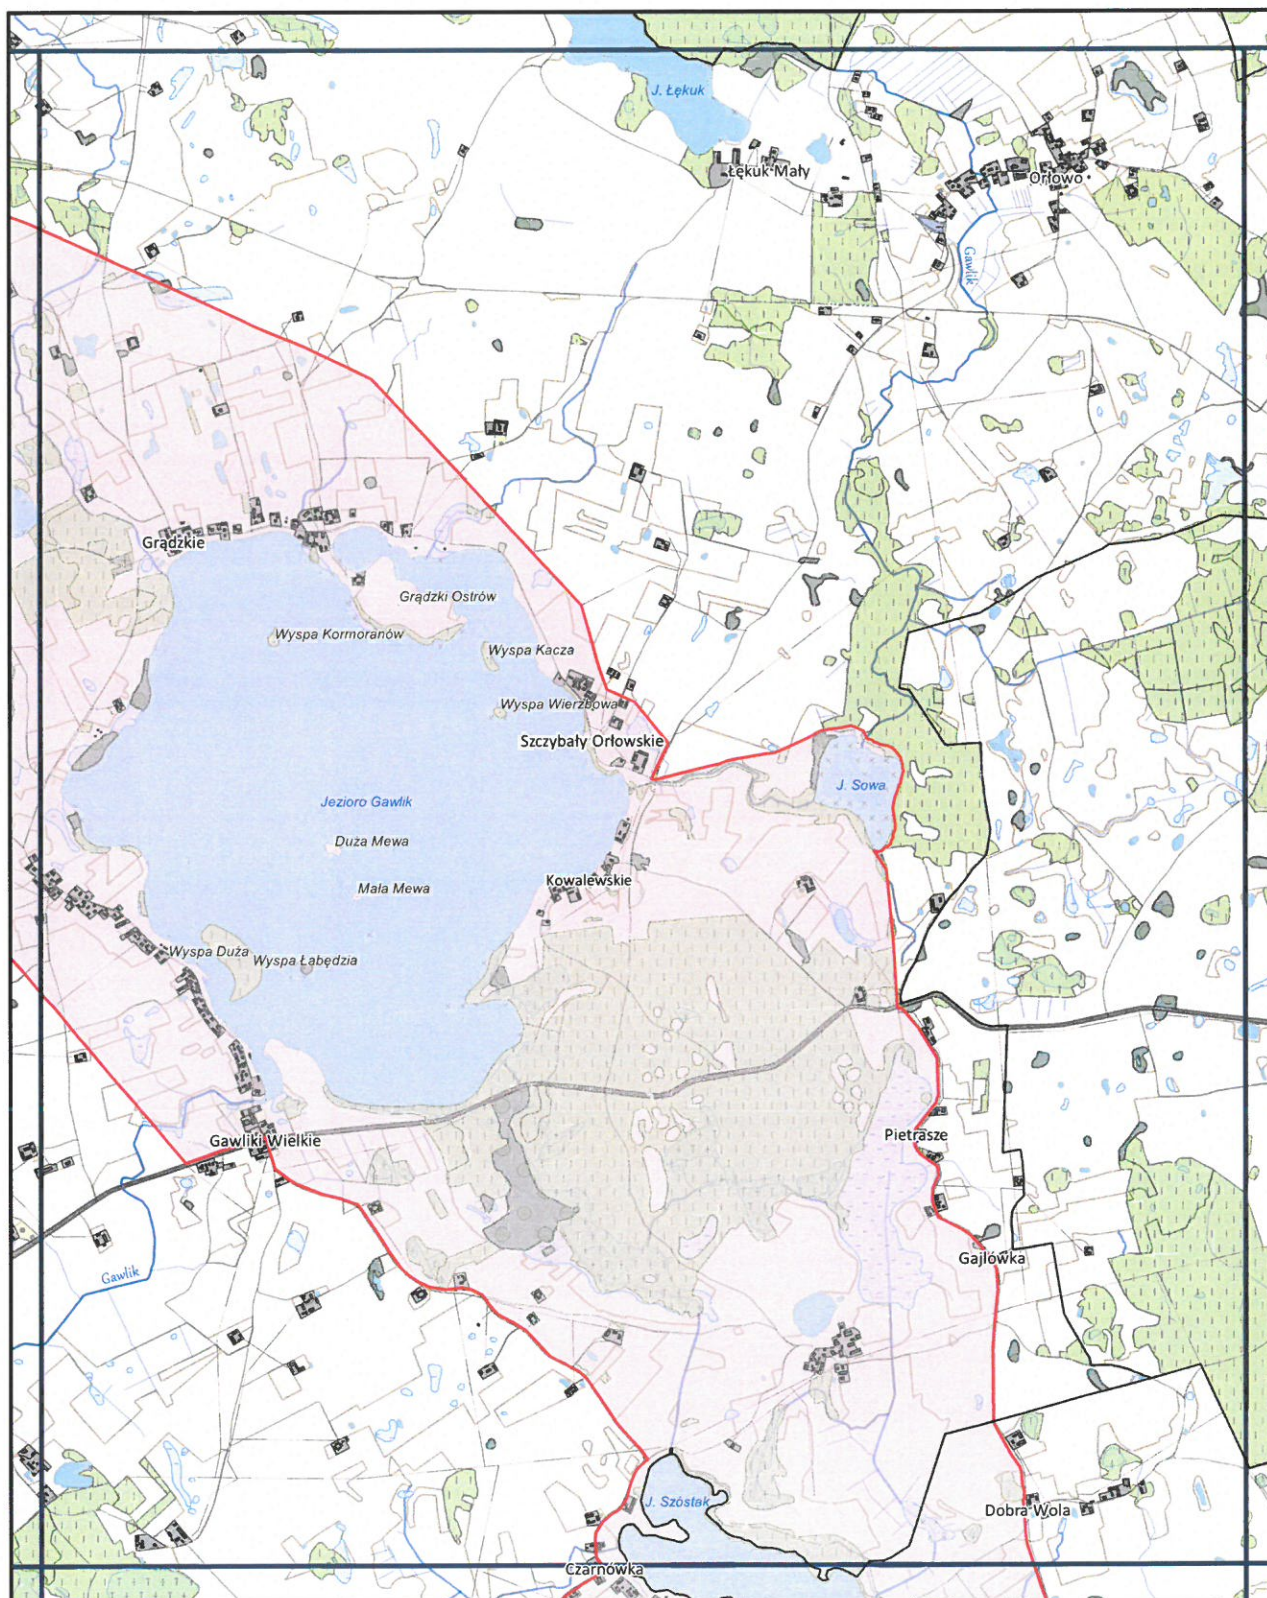 J. Łękuk
Łękuk Mały
Orłowo
Gawlik
Grądzkie
Grądzki Ostrów
Wyspa Kormoranów
Wyspa Kacza
Wyspa Wierzbowa
Szczybały Orłowskie
J. Sowa
Jezioro Gawlik
Duża Mewa
Kowalewskie
Mała Mewa
Wyspa Duża
Wyspa Łabędzia
Pietrasze
Gawliki Wielkie
Gajlówka
Gawlik
J. Szóstak
Dobra Wola
Czarnówka